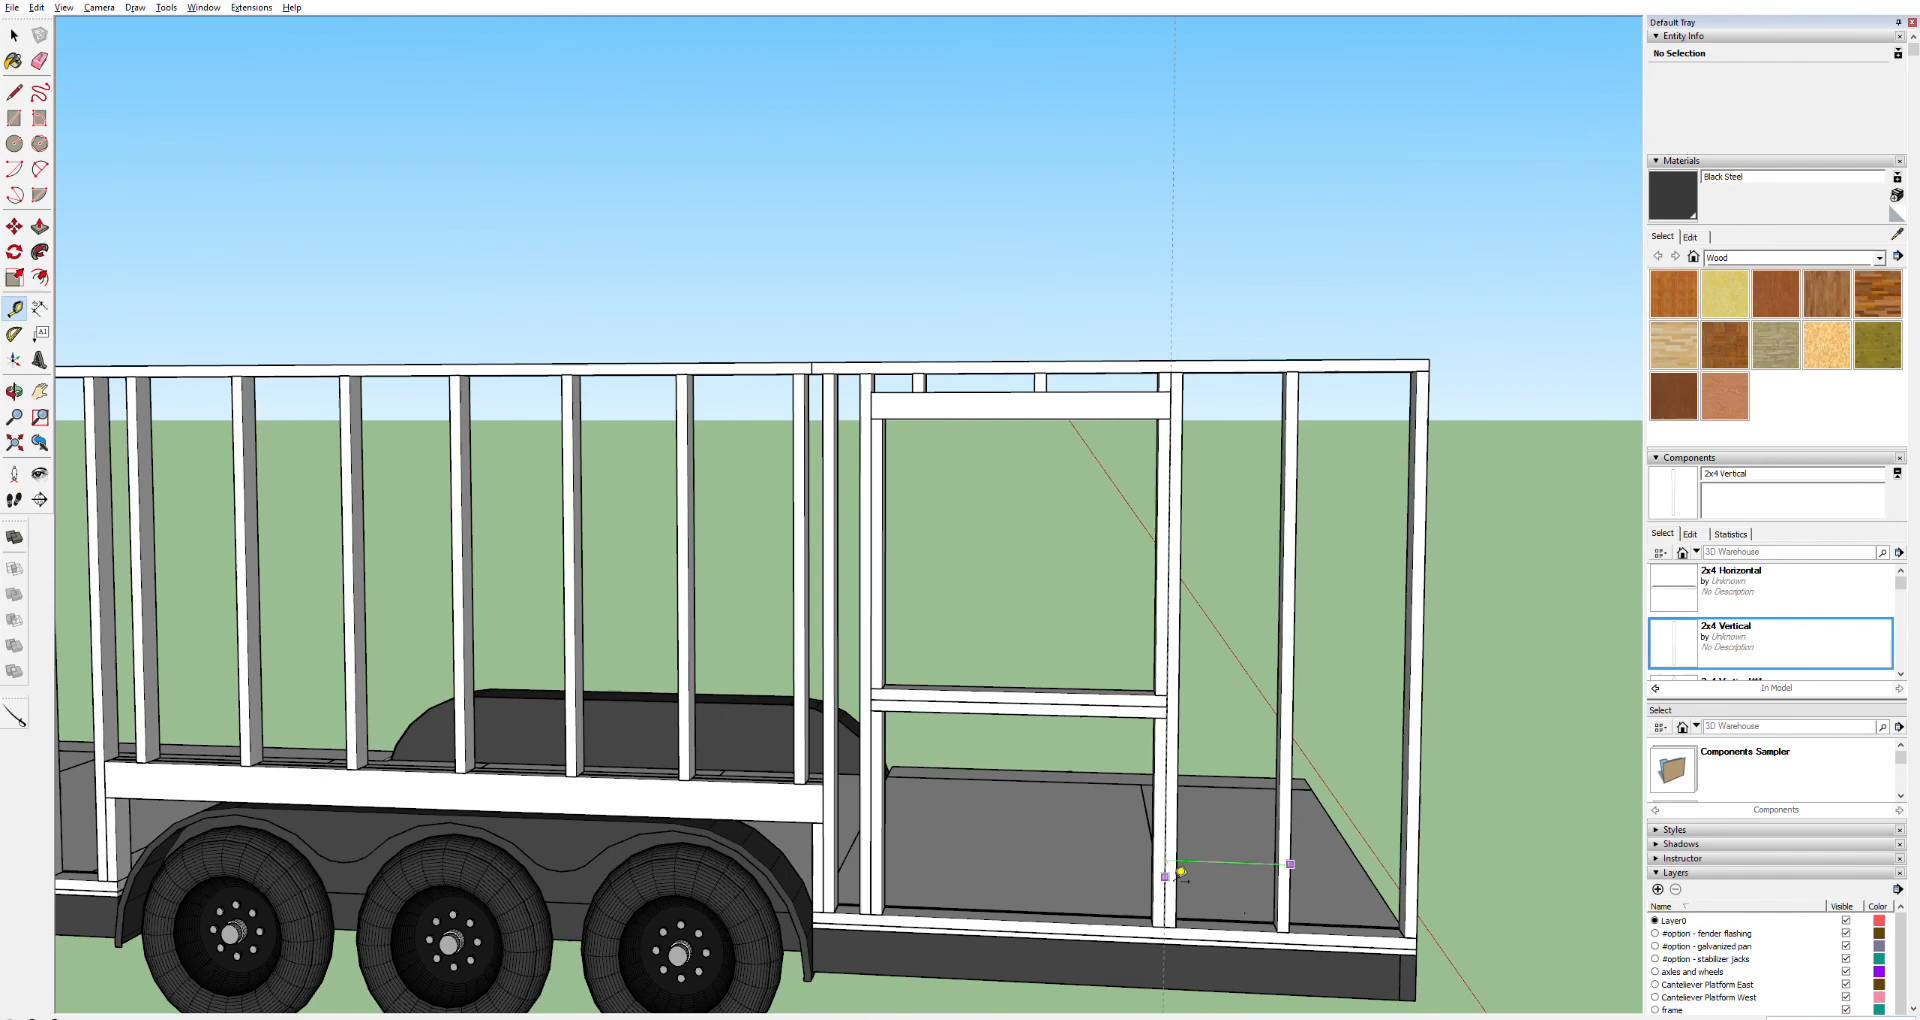 File Edit View Camera Draw Tools Window Extensions Help
Default Tray
Entity Info
No Selection
Materials
Black Steel
Select Edit
Wood
Components
2x4 Vertical
Select Edit Statistics
3D Warehouse
2x4 Horizontal
by Unknown
No Description
2x4 Vertical
by Unknown
No Description
In Model
Select
3D Warehouse
Components Sampler
Components
Styles
Shadows
Instructor
Layers
Name Visible Color
Layer0
#option - fender flashing
#option - galvanized pan
#option - stabilizer jacks
axles and wheels
Canteliever Platform East
Canteliever Platform West
frame